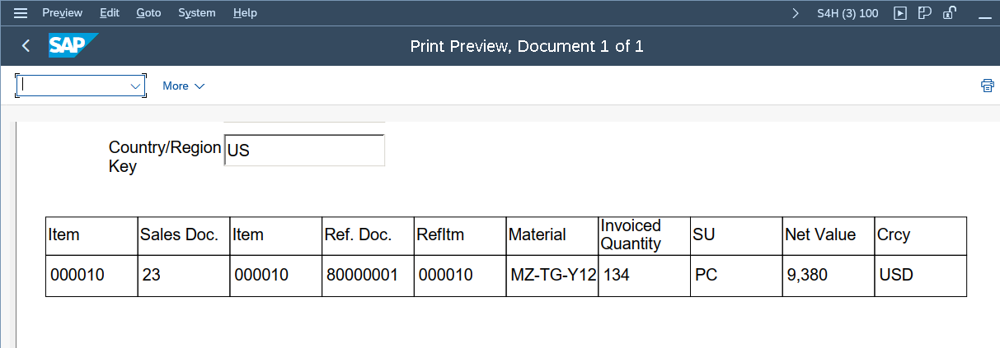 Preview Edit Goto System Help S4H (3) 100
SAP Print Preview, Document 1 of 1
More
Country/Region US
Key
Item Sales Doc. Item Ref. Doc. RefItm Material Invoiced Quantity SU Net Value Crcy
000010 23 000010 80000001 000010 MZ-TG-Y12 134 PC 9,380 USD